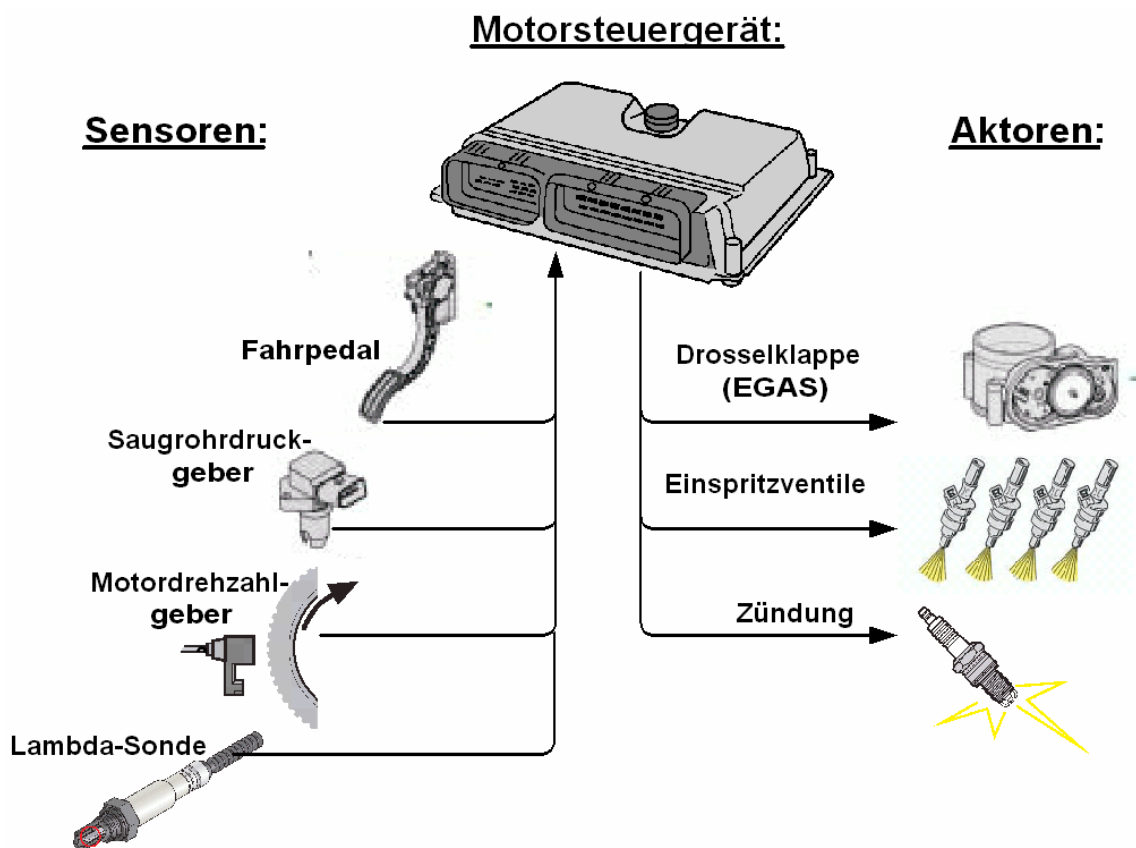 Motorsteuergerät:
Sensoren:
Aktoren:
Fahrpedal
Saugrohrdruck-
geber
Motordrehzahl-
geber
Lambda-Sonde
Drosselklappe
(EGAS)
Einspritzventile
Zündung